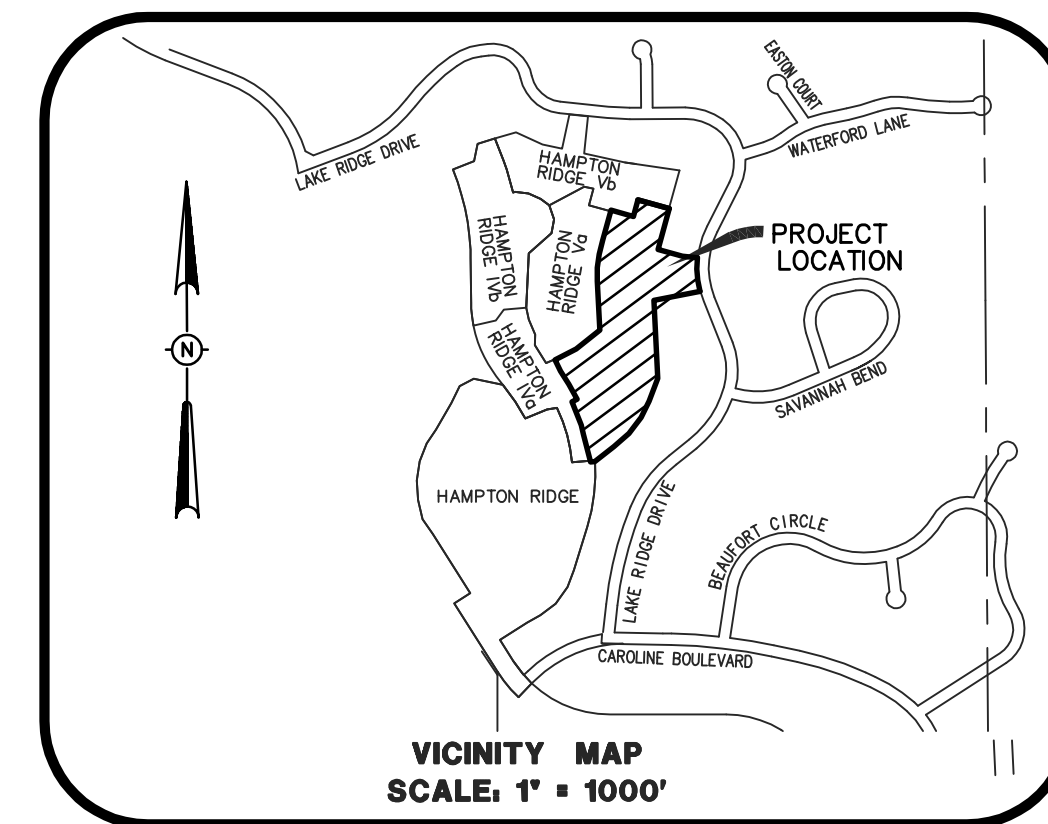 EASTON COURT
WATERFORD LANE
LAKE RIDGE DRIVE
HAMPTON
RIDGE Vb
HAMPTON
RIDGE IVb
HAMPTON
RIDGE Va
PROJECT
LOCATION
N
HAMPTON
RIDGE IVa
SAVANNAH BEND
HAMPTON RIDGE
LAKE RIDGE DRIVE
BEAUFORT CIRCLE
CAROLINE BOULEVARD
VICINITY MAP
SCALE: 1" = 1000'